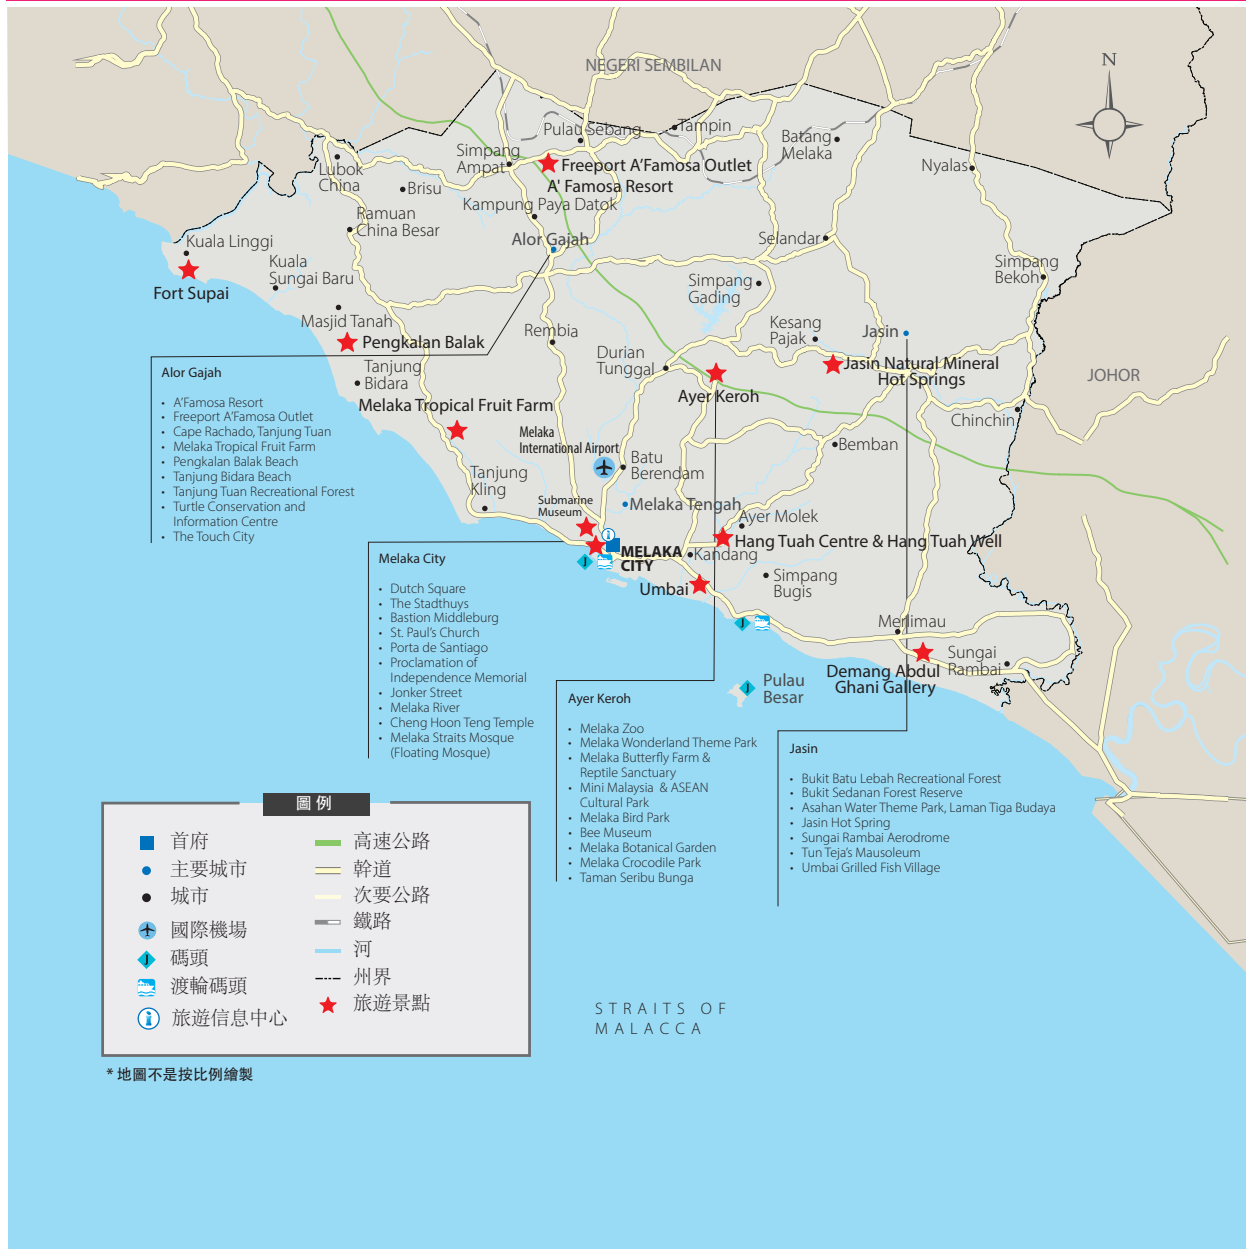 NEGERI SEMBILAN
N
Pulau Sebang
Tampin
Batang
Melaka
Simpang
Ampat
Freeport A'Famosa Outlet
A' Famosa Resort
Nyalas
Lubok
China
Brisu
Kampung Paya Datok
Ramuan
China Besar
Alor Gajah
Selandar
Kuala Linggi
Kuala
Sungai Baru
Fort Supai
Simpang
Gading
Simpang
Bekoh
Masjid Tanah
Pengkalan Balak
Rembia
Kesang
Pajak
Jasin
Durian
Tunggal
Jasin Natural Mineral
Hot Springs
JOHOR
Tanjung
Bidara
Ayer Keroh
Melaka Tropical Fruit Farm
Chinchin
Melaka
International Airport
Bemban
Batu
Berendam
Tanjung
Kling
Submarine
Museum
Melaka Tengah
Ayer Molek
Hang Tuah Centre & Hang Tuah Well
MELAKA
CITY
Kandang
Simpang
Bugis
Umbai
Merlimau
Sungai
Rambai
Demang Abdul
Ghani Gallery
J
J
J
Pulau
Besar
Alor Gajah
• A'Famosa Resort
• Freeport A'Famosa Outlet
• Cape Rachado, Tanjung Tuan
• Melaka Tropical Fruit Farm
• Pengkalan Balak Beach
• Tanjung Bidara Beach
• Tanjung Tuan Recreational Forest
• Turtle Conservation and
Information Centre
• The Touch City
Melaka City
• Dutch Square
• The Stadthuys
• Bastion Middleburg
• St. Paul's Church
• Porta de Santiago
• Proclamation of
Independence Memorial
• Jonker Street
• Melaka River
• Cheng Hoon Teng Temple
• Melaka Straits Mosque
(Floating Mosque)
Ayer Keroh
• Melaka Zoo
• Melaka Wonderland Theme Park
• Melaka Butterfly Farm &
Reptile Sanctuary
• Mini Malaysia & ASEAN
Cultural Park
• Melaka Bird Park
• Bee Museum
• Melaka Botanical Garden
• Melaka Crocodile Park
• Taman Seribu Bunga
Jasin
• Bukit Batu Lebah Recreational Forest
• Bukit Sedanan Forest Reserve
• Asahan Water Theme Park, Laman Tiga Budaya
• Jasin Hot Spring
• Sungai Rambai Aerodrome
• Tun Teja's Mausoleum
• Umbai Grilled Fish Village
圖例
首府
主要城市
城市
國際機場
J 碼頭
渡輪碼頭
i 旅遊信息中心
高速公路
幹道
次要公路
鐵路
河
州界
旅遊景點
* 地圖不是按比例繪製
STRAITS OF
MALACCA